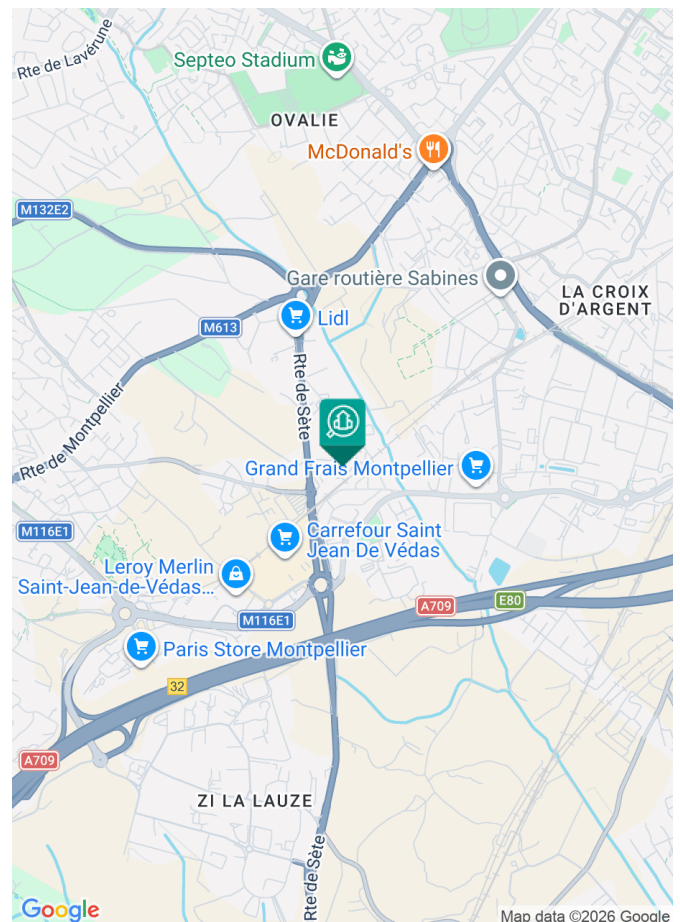 Rte de Lavérune
Septeo Stadium
OVALIE
McDonald's
M132E2
Gare routière Sabines
LA CROIX
D'ARGENT
M613
Lidl
Rte de Sète
Rte de Montpellier
Grand Frais Montpellier
M116E1
Carrefour Saint
Jean De Védas
Leroy Merlin
Saint-Jean-de-Védas...
A709
E80
M116E1
Paris Store Montpellier
32
A709
ZI LA LAUZE
Rte de Sète
Google
Map data ©2026 Google